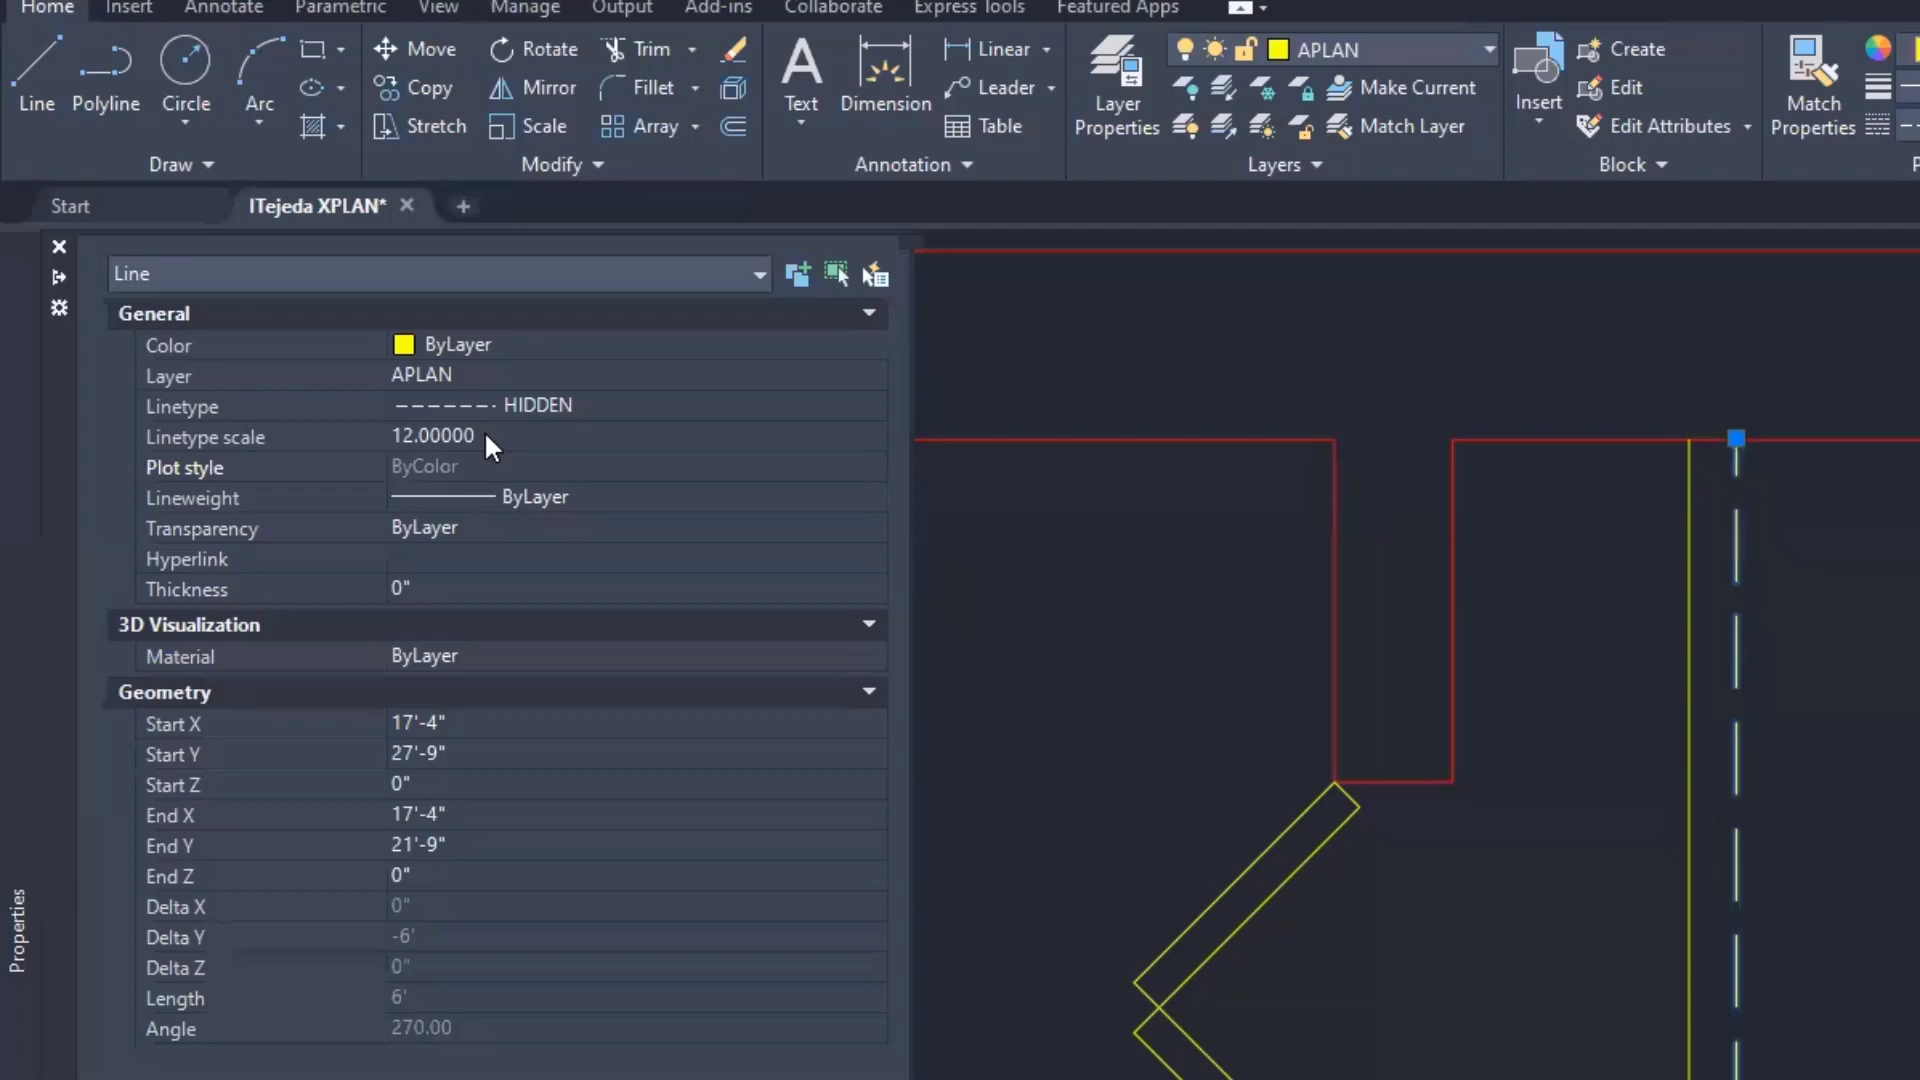 Home Insert Annotate Parametric View Manage Output Add-ins Collaborate Express Tools Featured Apps
Line Polyline Circle Arc
Move Rotate Trim
Copy Mirror Fillet
Stretch Scale Array
Text Dimension
Linear
Leader
Table
Layer Properties
APLAN
Make Current
Match Layer
Insert
Create
Edit
Edit Attributes
Match Properties
Draw Modify Annotation Layers Block P
Start ITejeda XPLAN*
Line
General
Color ByLayer
Layer APLAN
Linetype HIDDEN
Linetype scale 12.00000
Plot style ByColor
Lineweight ByLayer
Transparency ByLayer
Hyperlink
Thickness 0"
3D Visualization
Material ByLayer
Geometry
Start X 17'-4"
Start Y 27'-9"
Start Z 0"
End X 17'-4"
End Y 21'-9"
End Z 0"
Delta X 0"
Delta Y -6'
Delta Z 0"
Length 6'
Angle 270.00
Properties